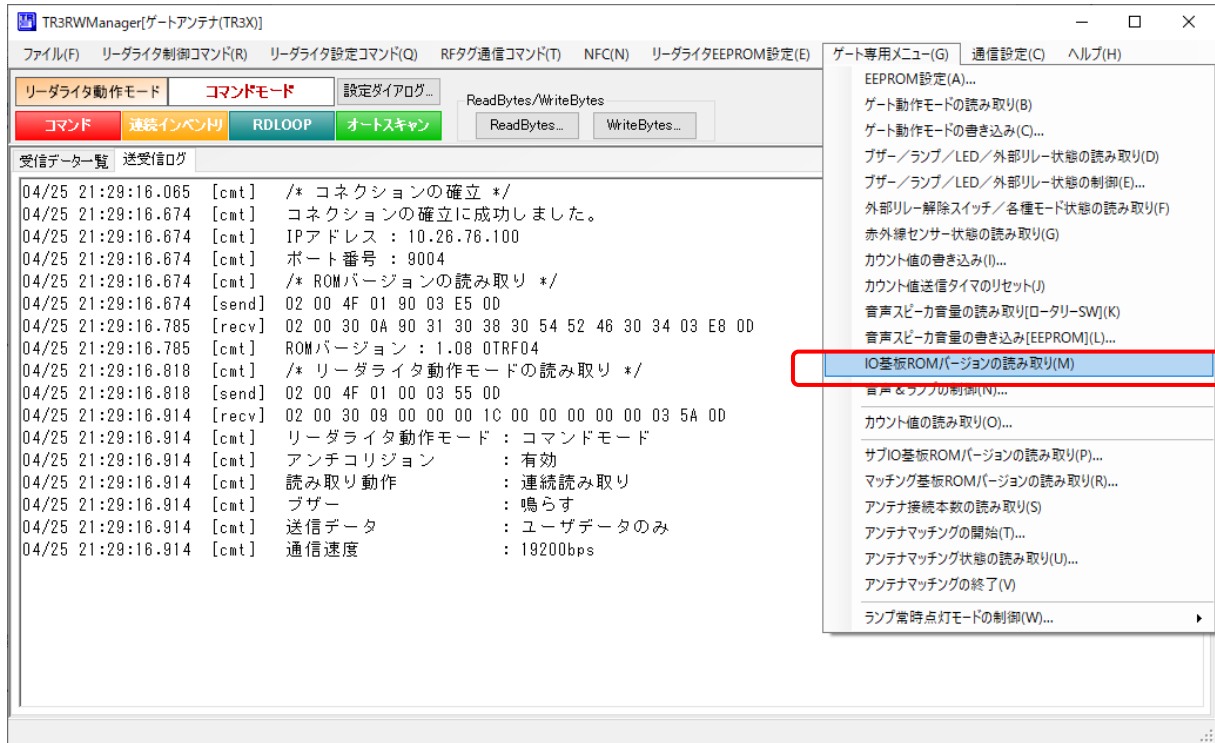 TR3RWManager[ゲートアンテナ(TR3X)]
ファイル(F) リーダライタ制御コマンド(R) リーダライタ設定コマンド(Q) RFタグ通信コマンド(T) NFC(N) リーダライタEEPROM設定(E) ゲート専用メニュー(G) 通信設定(C) ヘルプ(H)
リーダライタ動作モード コマンドモード 設定ダイアログ...
ReadBytes/WriteBytes
コマンド 連続インベントリ RDLOOP オートスキャン ReadBytes... WriteBytes...
受信データ一覧 送受信ログ
04/25 21:29:16.065 [cmt] /* コネクションの確立 */
04/25 21:29:16.674 [cmt] コネクションの確立に成功しました。
04/25 21:29:16.674 [cmt] IPアドレス : 10.26.76.100
04/25 21:29:16.674 [cmt] ポート番号 : 9004
04/25 21:29:16.674 [cmt] /* ROMバージョンの読み取り */
04/25 21:29:16.674 [send] 02 00 4F 01 90 03 E5 0D
04/25 21:29:16.785 [recv] 02 00 30 0A 90 31 30 38 30 54 52 46 30 34 03 E8 0D
04/25 21:29:16.785 [cmt] ROMバージョン : 1.08 0TRF04
04/25 21:29:16.818 [cmt] /* リーダライタ動作モードの読み取り */
04/25 21:29:16.818 [send] 02 00 4F 01 00 03 55 0D
04/25 21:29:16.914 [recv] 02 00 30 09 00 00 00 1C 00 00 00 00 00 03 5A 0D
04/25 21:29:16.914 [cmt] リーダライタ動作モード : コマンドモード
04/25 21:29:16.914 [cmt] アンチコリジョン : 有効
04/25 21:29:16.914 [cmt] 読み取り動作 : 連続読み取り
04/25 21:29:16.914 [cmt] ブザー : 鳴らす
04/25 21:29:16.914 [cmt] 送信データ : ユーザデータのみ
04/25 21:29:16.914 [cmt] 通信速度 : 19200bps
EEPROM設定(A)...
ゲート動作モードの読み取り(B)
ゲート動作モードの書き込み(C)...
ブザー／ランプ／LED／外部リレー状態の読み取り(D)
ブザー／ランプ／LED／外部リレー状態の制御(E)...
外部リレー解除スイッチ／各種モード状態の読み取り(F)
赤外線センサー状態の読み取り(G)
カウント値の書き込み(I)...
カウント値送信タイマのリセット(J)
音声スピーカ音量の読み取り[ロータリーSW](K)
音声スピーカ音量の書き込み[EEPROM](L)...
IO基板ROMバージョンの読み取り(M)
音声＆ランプの制御(N)...
カウント値の読み取り(O)...
サブIO基板ROMバージョンの読み取り(P)...
マッチング基板ROMバージョンの読み取り(R)...
アンテナ接続本数の読み取り(S)
アンテナマッチングの開始(T)...
アンテナマッチング状態の読み取り(U)...
アンテナマッチングの終了(V)
ランプ常時点灯モードの制御(W)...